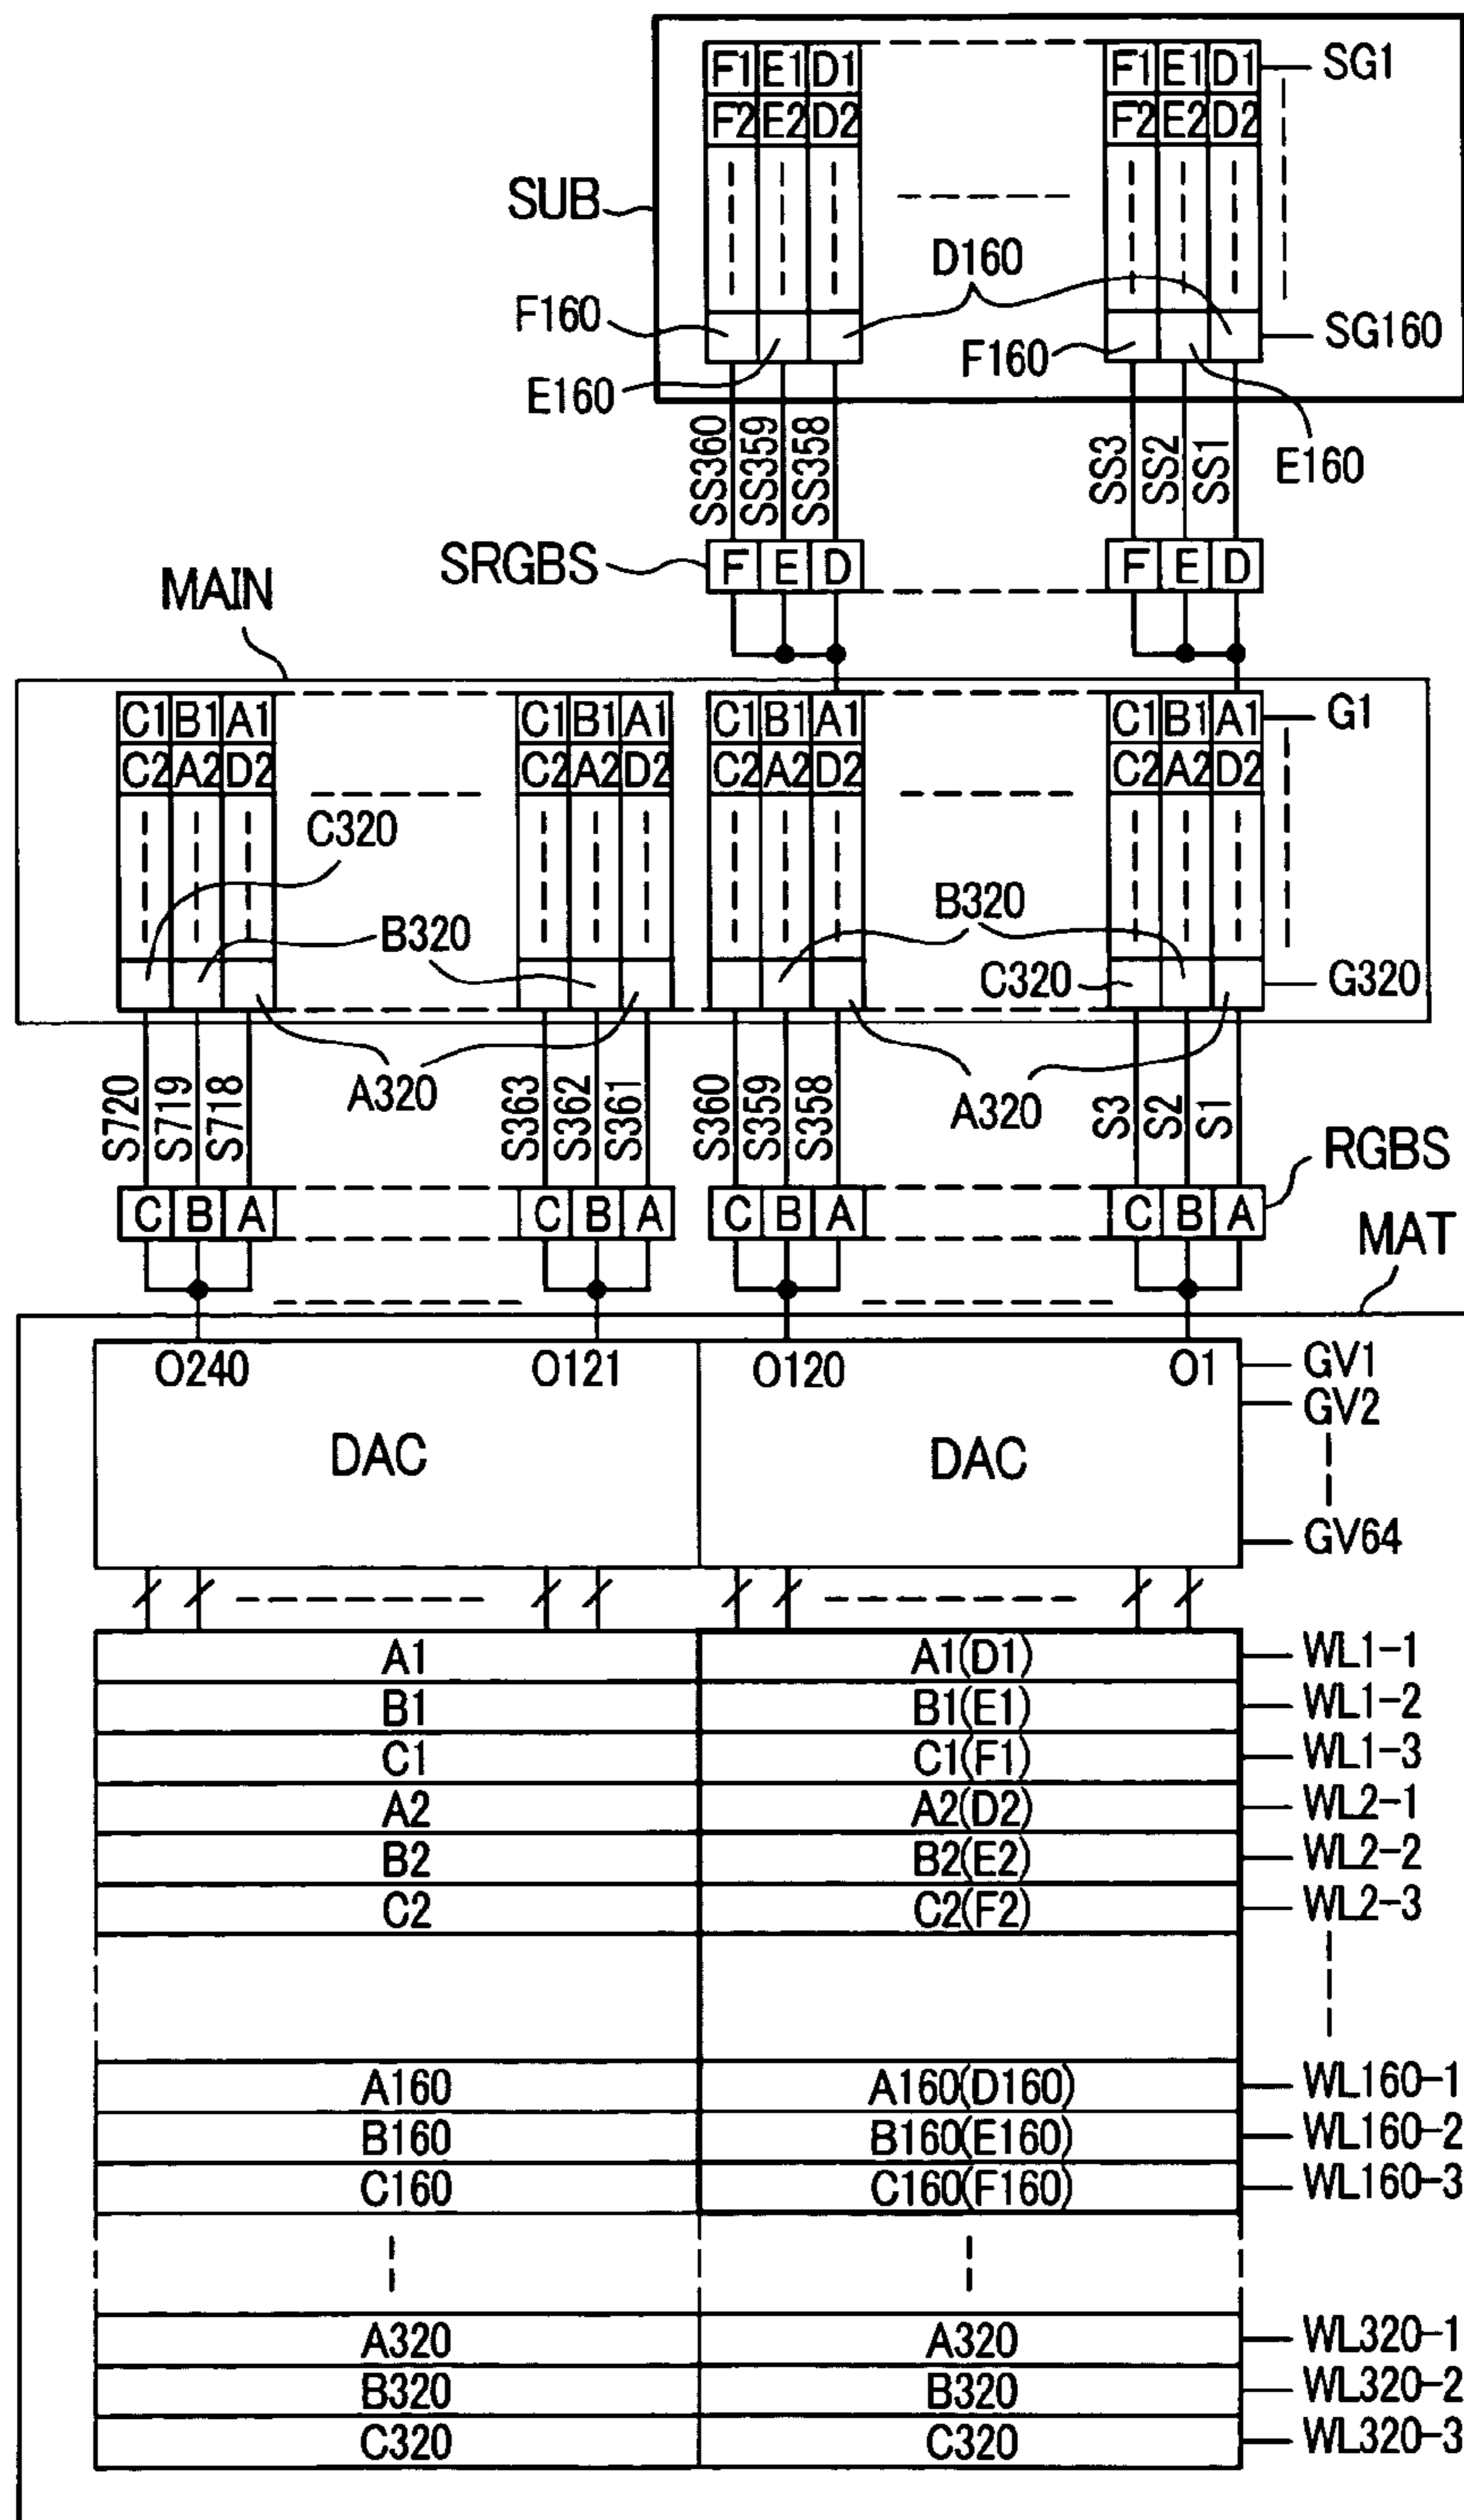 F1 E1 D1 F1 E1 D1 SG1
F2 E2 D2 F2 E2 D2
SUB
D160
F160
F160 SG160
E160
E160
SS360 SS359 SS358 SS3 SS2 SS1
SRGBS F E D F E D
MAIN
C1 B1 A1 C1 B1 A1 C1 B1 A1 C1 B1 A1 G1
C2 A2 D2 C2 A2 D2 C2 A2 D2 C2 A2 D2
C320
B320 B320
C320 G320
A320 A320
S720 S719 S718 S363 S362 S361 S360 S359 S358 S3 S2 S1
RGBS
C B A C B A C B A C B A
MAT
O240 O121 O120 O1 GV1
GV2
DAC DAC
GV64
A1 A1(D1) WL1-1
B1 B1(E1) WL1-2
C1 C1(F1) WL1-3
A2 A2(D2) WL2-1
B2 B2(E2) WL2-2
C2 C2(F2) WL2-3
A160 A160(D160) WL160-1
B160 B160(E160) WL160-2
C160 C160(F160) WL160-3
A320 A320 WL320-1
B320 B320 WL320-2
C320 C320 WL320-3